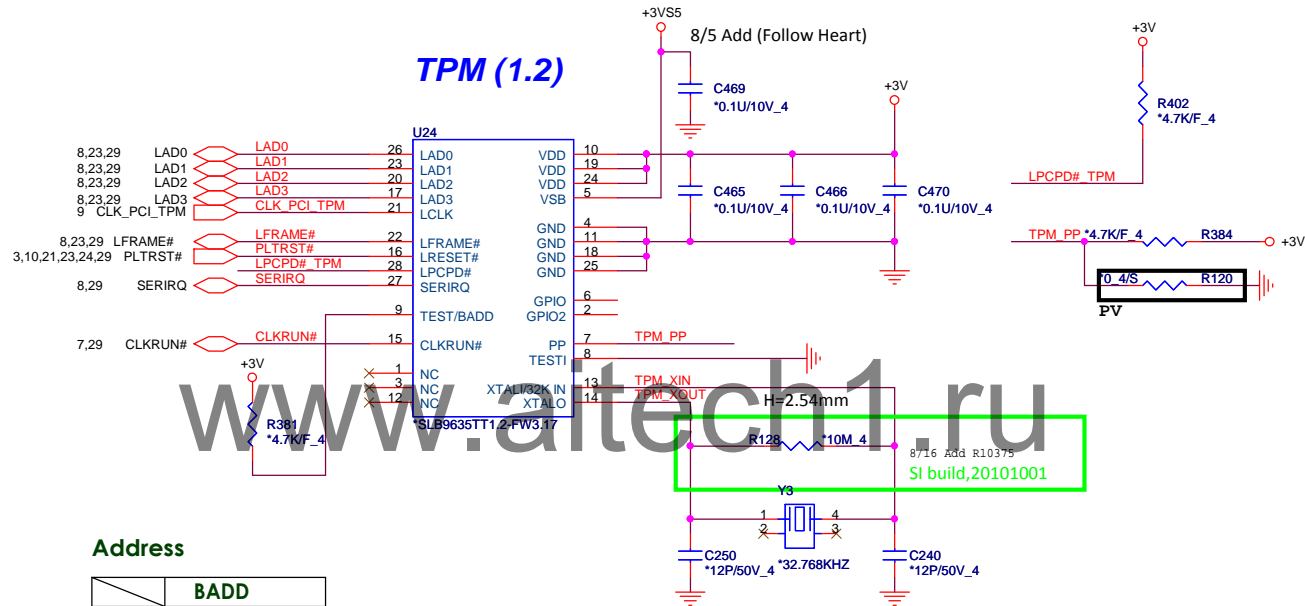 +3VS5
8/5 Add (Follow Heart)
TPM (1.2)
+3V
C469
*0.1U/10V_4
+3V
R402
*4.7K/F_4
U24
8,23,29 LAD0 LAD0 26 LAD0 VDD 10
8,23,29 LAD1 LAD1 23 LAD1 VDD 19
8,23,29 LAD2 LAD2 20 LAD2 VDD 24
8,23,29 LAD3 LAD3 17 LAD3 VSB 5
9 CLK_PCI_TPM CLK_PCI_TPM 21 LCLK
C465
*0.1U/10V_4
C466
*0.1U/10V_4
C470
*0.1U/10V_4
LPCPD#_TPM
GND 4
8,23,29 LFRAME# LFRAME# 22 LFRAME# GND 11
3,10,21,23,24,29 PLTRST# PLTRST# 16 LRESET# GND 18
LPCPD#_TPM 28 LPCPD# GND 25
8,29 SERIRQ SERIRQ 27 SERIRQ
TPM_PP *4.7K/F_4 R384 +3V
*0_4/S R120
PV
GPIO 6
9 TEST/BADD GPIO2 2
7,29 CLKRUN# CLKRUN# 15 CLKRUN# PP 7 TPM_PP
TESTI 8
1 NC
3 NC XTALI/32K IN 13 TPM_XIN
12 NC XTALO 14 TPM_XOUT
*SLB9635TT1.2-FW3.17
+3V
R381
*4.7K/F_4
www.aitech1.ru
H=2.54mm
R128 *10M_4
8/16 Add R10375
SI build,20101001
Y3
1 4
2 3
*32.768KHZ
C250
*12P/50V_4
C240
*12P/50V_4
Address
BADD